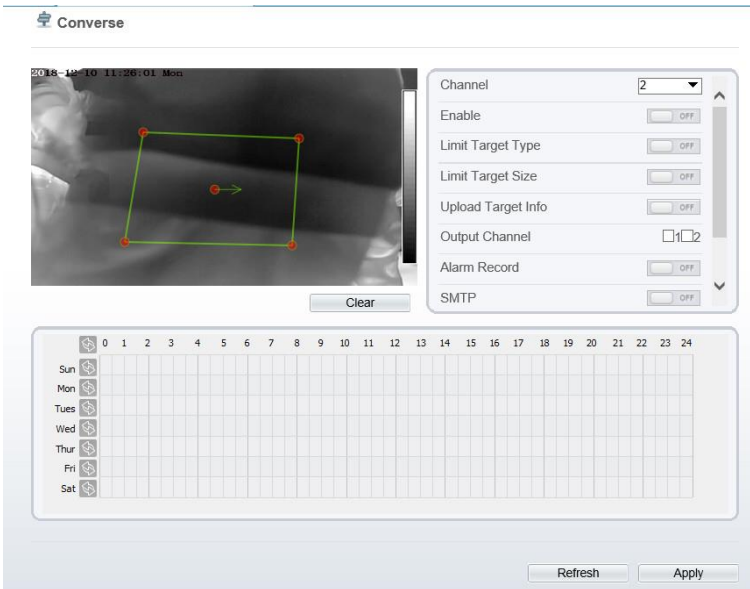 Converse
2018-12-10 11:26:01 Mon
Channel 2
Enable OFF
Limit Target Type OFF
Limit Target Size OFF
Upload Target Info OFF
Output Channel 1 2
Alarm Record OFF
SMTP OFF
Clear
0 1 2 3 4 5 6 7 8 9 10 11 12 13 14 15 16 17 18 19 20 21 22 23 24
Sun
Mon
Tues
Wed
Thur
Fri
Sat
Refresh Apply